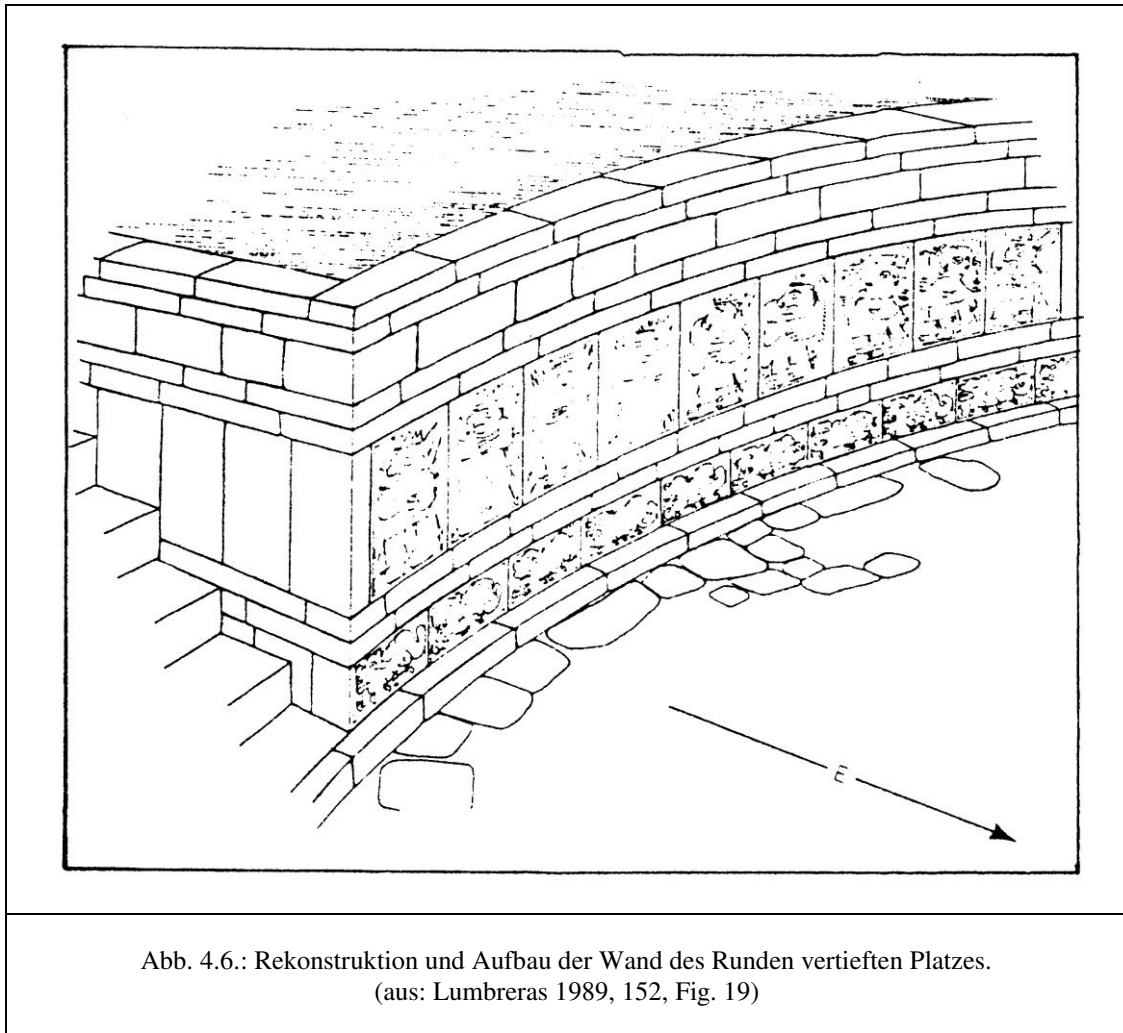 E
Abb. 4.6.: Rekonstruktion und Aufbau der Wand des Runden vertieften Platzes.
(aus: Lumbreras 1989, 152, Fig. 19)